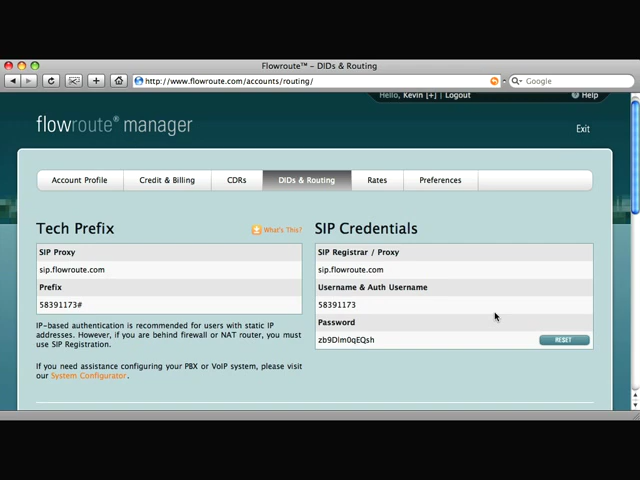 Flowroute™ – DIDs & Routing
http://www.flowroute.com/accounts/routing/
Google
Hello, Kevin [+] | Logout
Help
flowroute® manager
Exit
Account Profile
Credit & Billing
CDRs
DIDs & Routing
Rates
Preferences
Tech Prefix
What's This?
SIP Proxy
sip.flowroute.com
Prefix
58391173#
IP-based authentication is recommended for users with static IP
addresses. However, if you are behind firewall or NAT router, you must
use SIP Registration.
If you need assistance configuring your PBX or VoIP system, please visit
our System Configurator.
SIP Credentials
SIP Registrar / Proxy
sip.flowroute.com
Username & Auth Username
58391173
Password
RESET